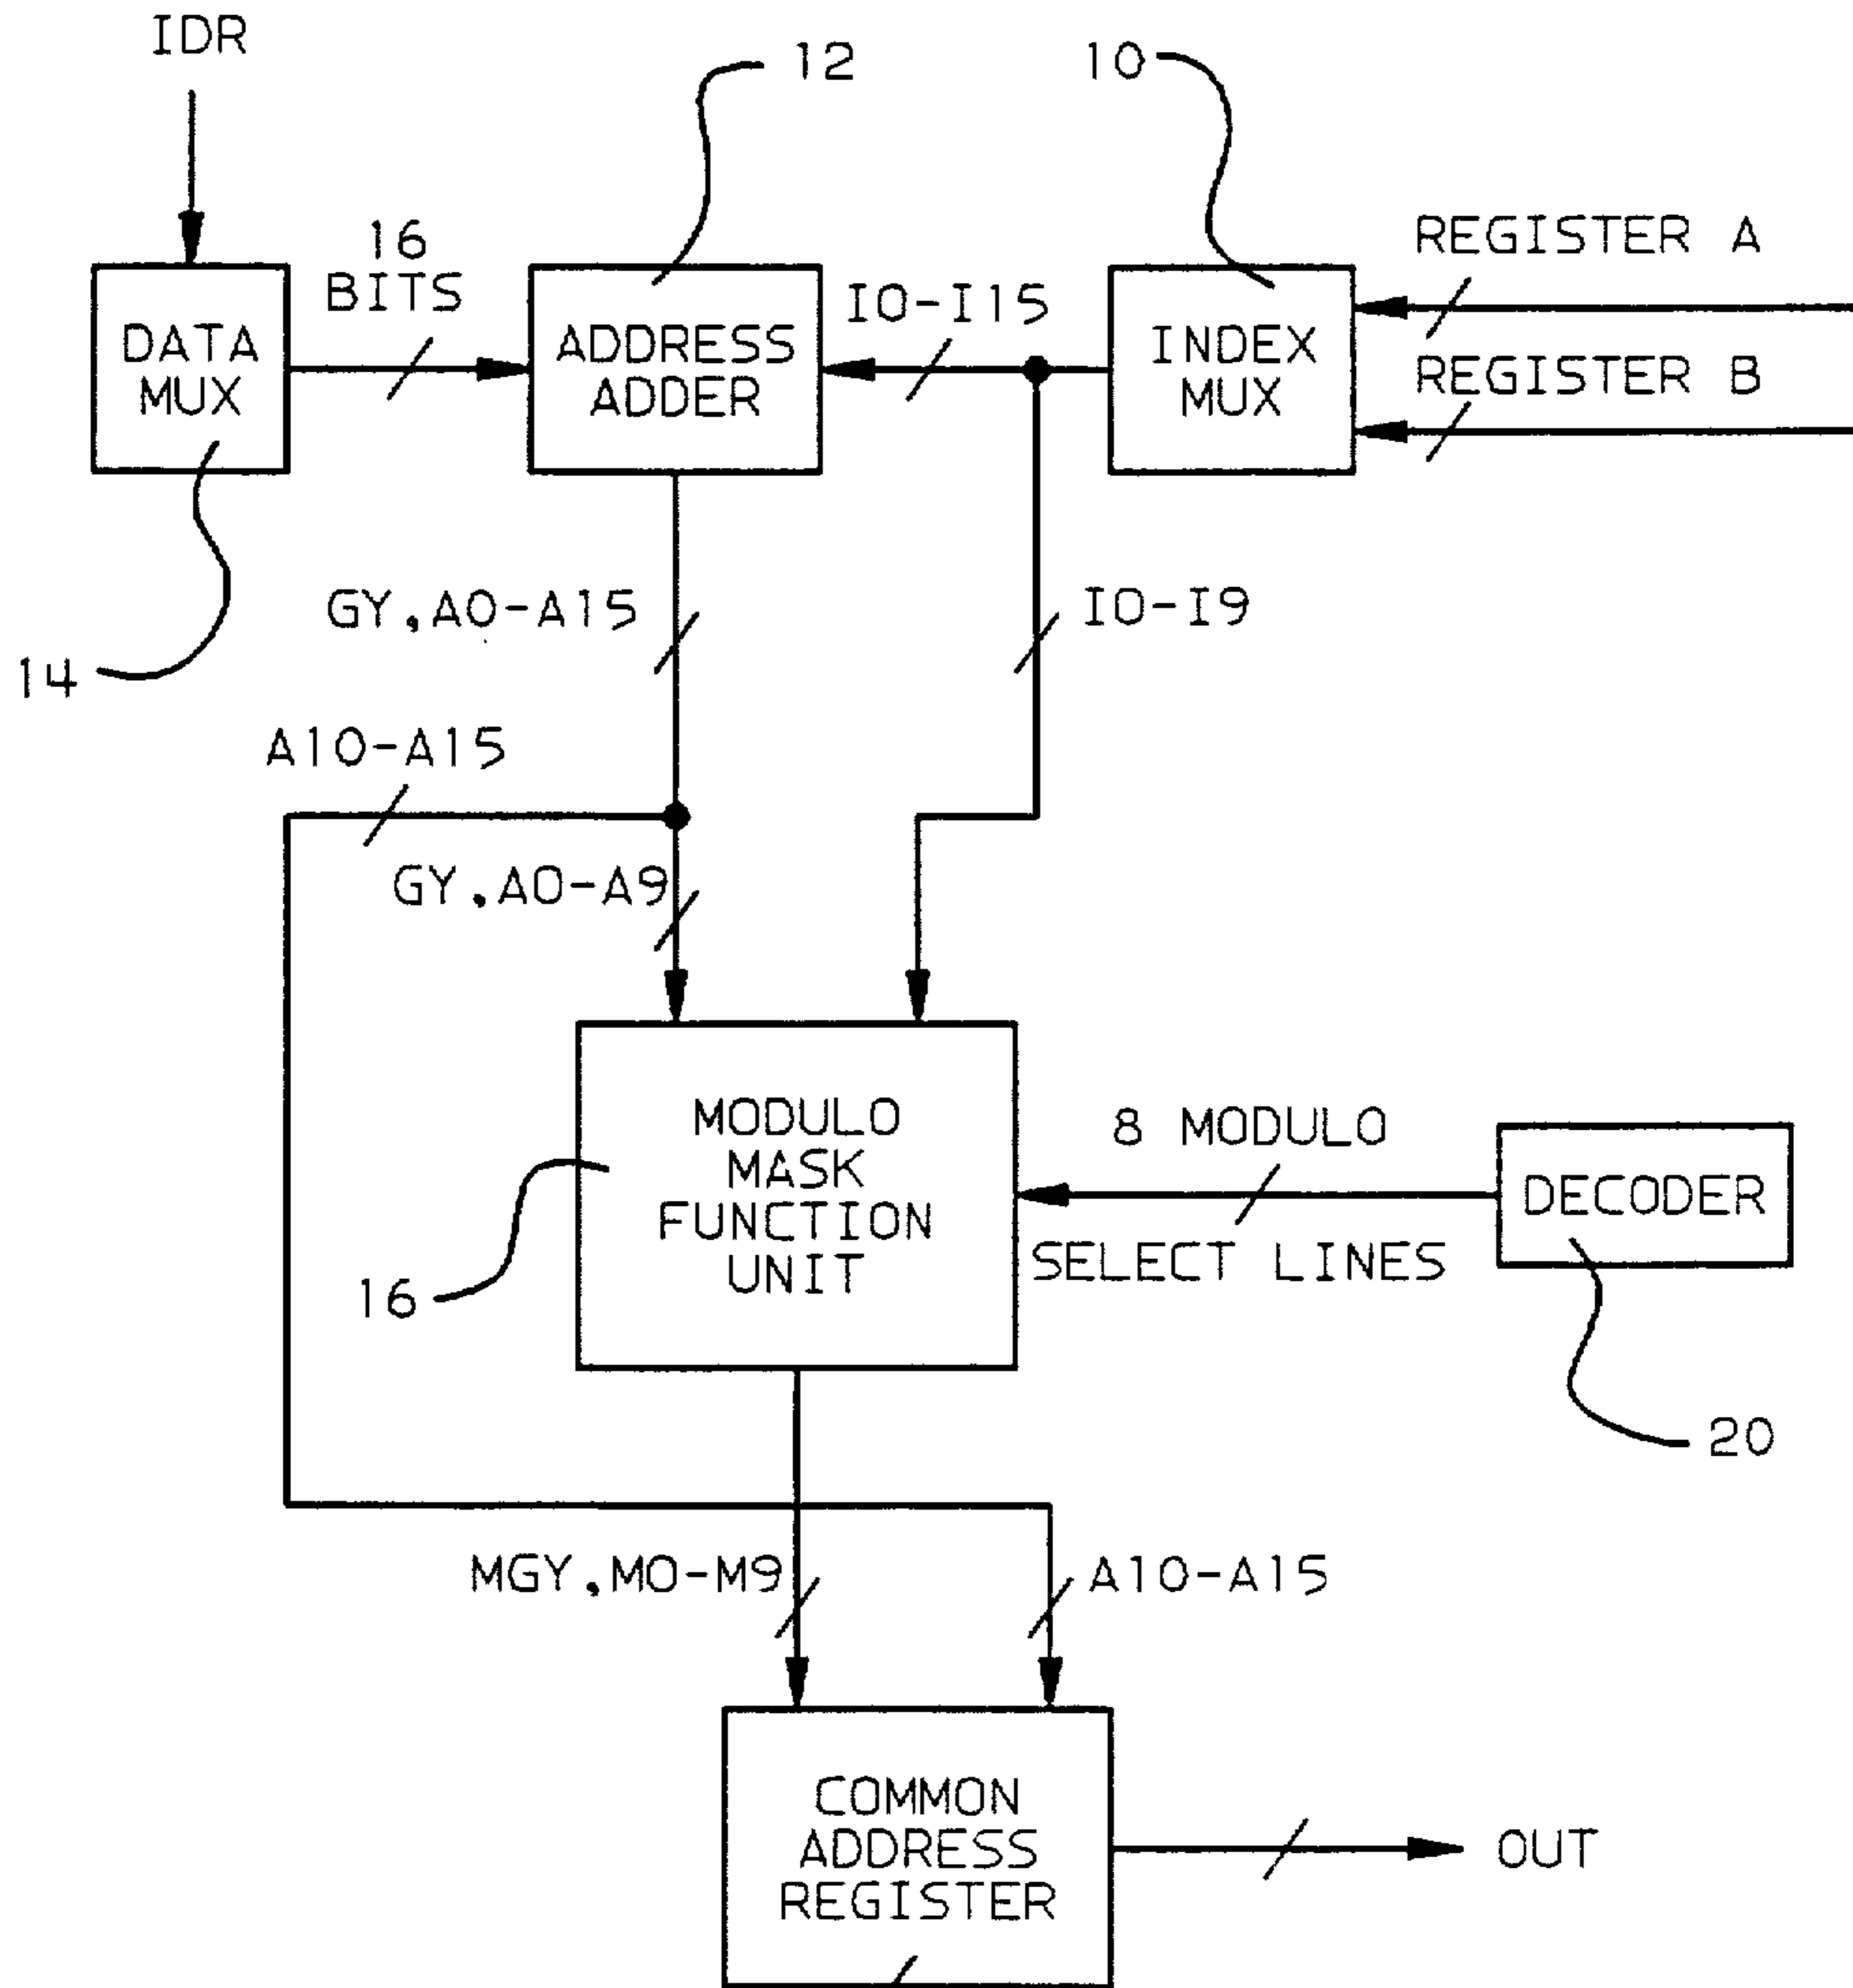 IDR
12
10
16
BITS
REGISTER A
I0-I15
DATA
MUX
ADDRESS
ADDER
INDEX
MUX
REGISTER B
GY,A0-A15
I0-I9
14
A10-A15
GY,A0-A9
MODULO
MASK
FUNCTION
UNIT
8 MODULO
SELECT LINES
DECODER
16
20
MGY,M0-M9
A10-A15
COMMON
ADDRESS
REGISTER
OUT